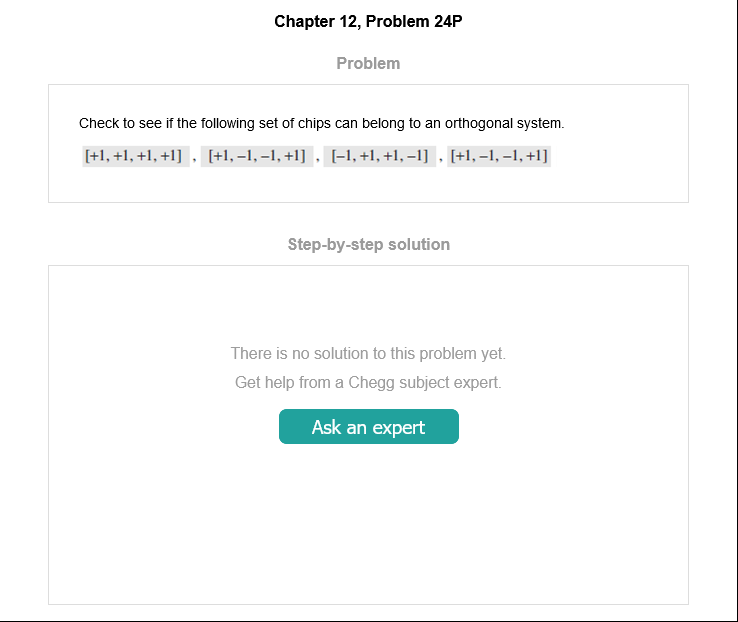 Chapter 12, Problem 24P
Problem
Check to see if the following set of chips can belong to an orthogonal system.
[+1, +1, +1, +1] , [+1, –1, –1, +1] , [–1, +1, +1, –1] , [+1, –1, –1, +1]
Step-by-step solution
There is no solution to this problem yet.
Get help from a Chegg subject expert.
Ask an expert